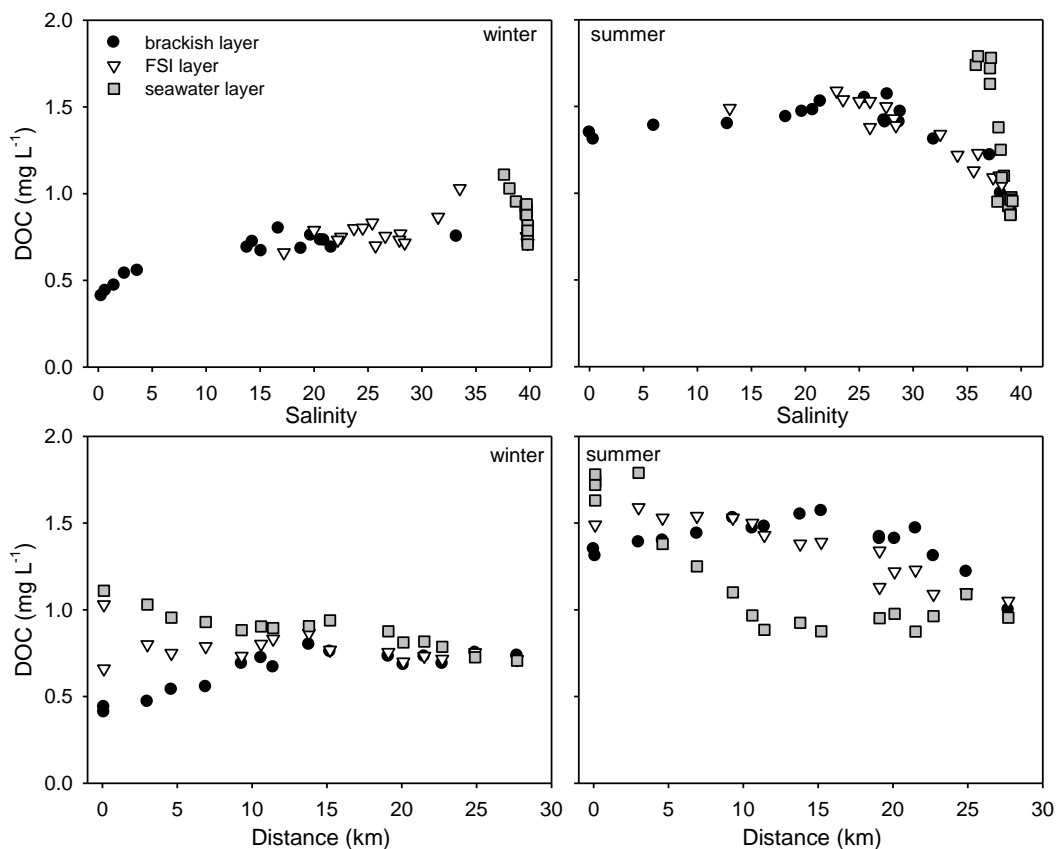 2.0
winter
summer
brackish layer
FSI layer
seawater layer
1.5
DOC (mg L⁻¹)
1.0
0.5
0.0
0 5 10 15 20 25 30 35 40
0 5 10 15 20 25 30 35 40
Salinity
Salinity
2.0
winter
summer
1.5
DOC (mg L⁻¹)
1.0
0.5
0.0
0 5 10 15 20 25 30
0 5 10 15 20 25 30
Distance (km)
Distance (km)